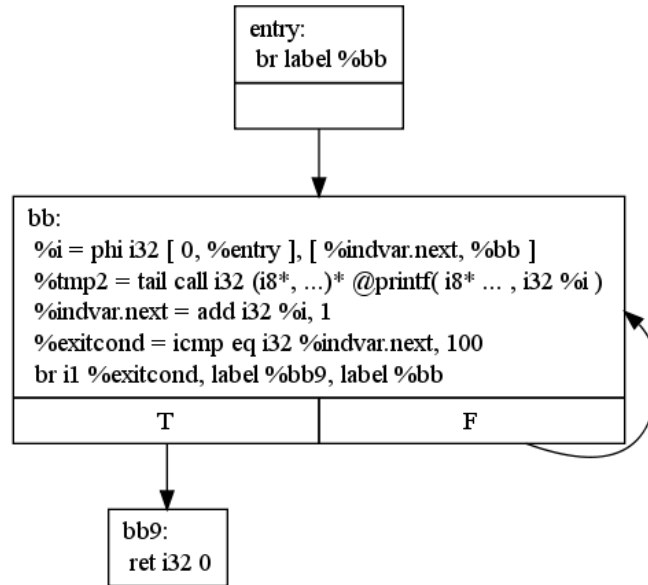 entry:
br label %bb
bb:
%i = phi i32 [ 0, %entry ], [ %indvar.next, %bb ]
%tmp2 = tail call i32 (i8*, ...)* @printf( i8* ... , i32 %i )
%indvar.next = add i32 %i, 1
%exitcond = icmp eq i32 %indvar.next, 100
br i1 %exitcond, label %bb9, label %bb
T F
bb9:
ret i32 0